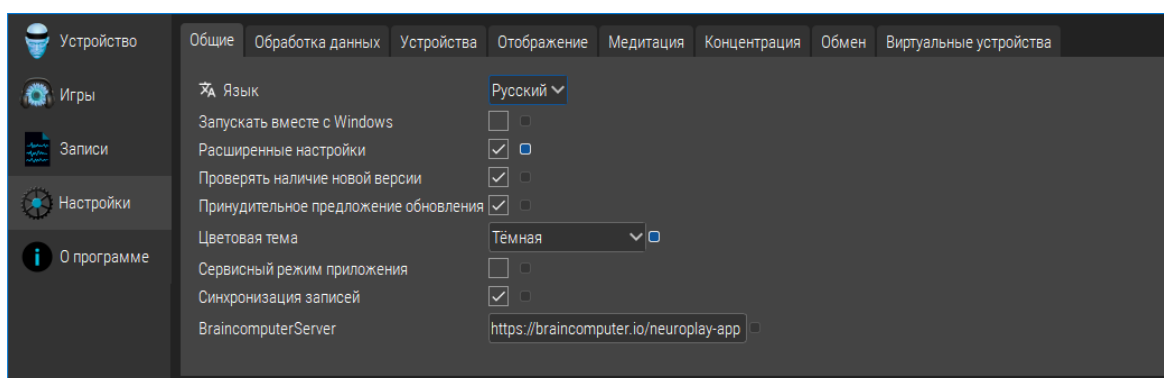 Устройство
Игры
Записи
Настройки
О программе
Общие Обработка данных Устройства Отображение Медитация Концентрация Обмен Виртуальные устройства
Язык Русский
Запускать вместе с Windows
Расширенные настройки
Проверять наличие новой версии
Принудительное предложение обновления
Цветовая тема Тёмная
Сервисный режим приложения
Синхронизация записей
BraincomputerServer https://braincomputer.io/neuroplay-app